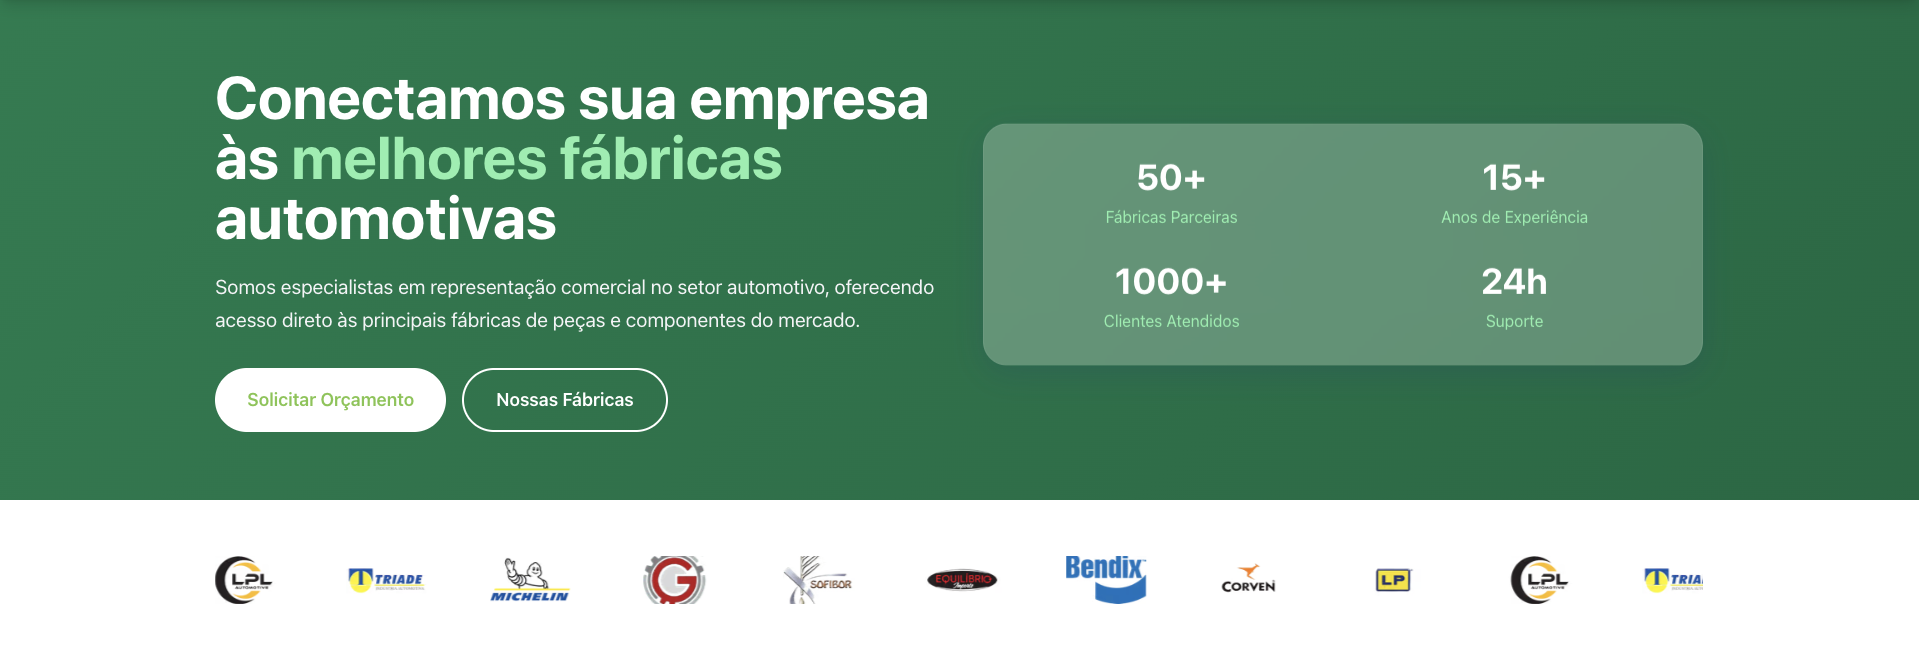 Conectamos sua empresa
às melhores fábricas
automotivas
Somos especialistas em representação comercial no setor automotivo, oferecendo
acesso direto às principais fábricas de peças e componentes do mercado.
Solicitar Orçamento
Nossas Fábricas
50+
Fábricas Parceiras
15+
Anos de Experiência
1000+
Clientes Atendidos
24h
Suporte
LPL
AUTOMOTIVE
TRIADE
MICHELIN
G
SOFIBOR
EQUILÍBRIO
Imports
Bendix
CORVEN
LP
LPL
AUTOMOTIVE
TRIA